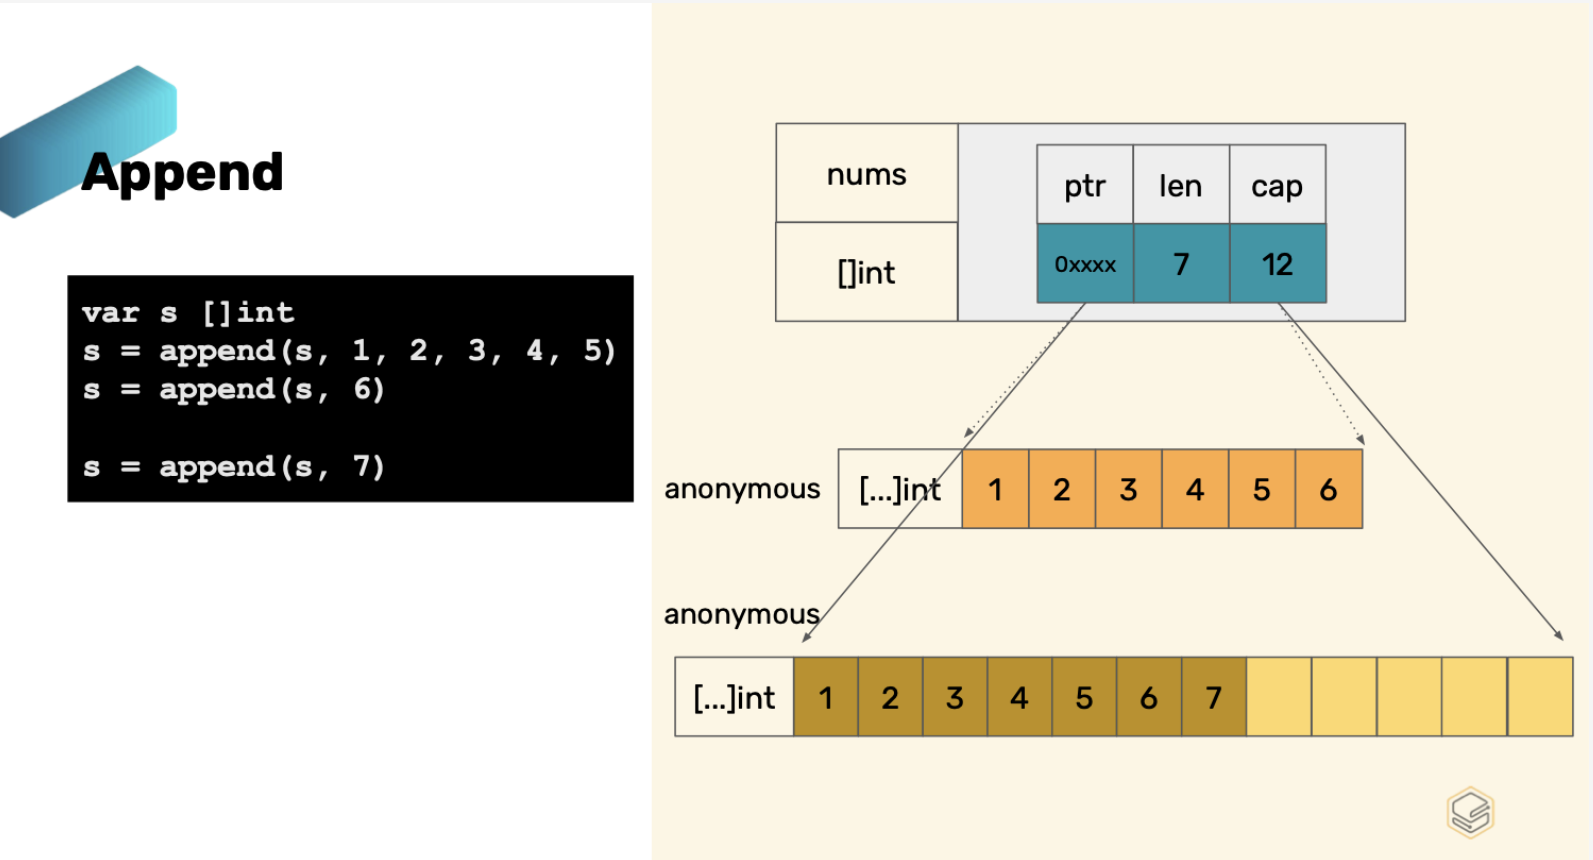 Append
var s []int
s = append(s, 1, 2, 3, 4, 5)
s = append(s, 6)
s = append(s, 7)
nums
ptr len cap
[]int
0xxxx 7 12
anonymous [...]int 1 2 3 4 5 6
anonymous
[...]int 1 2 3 4 5 6 7